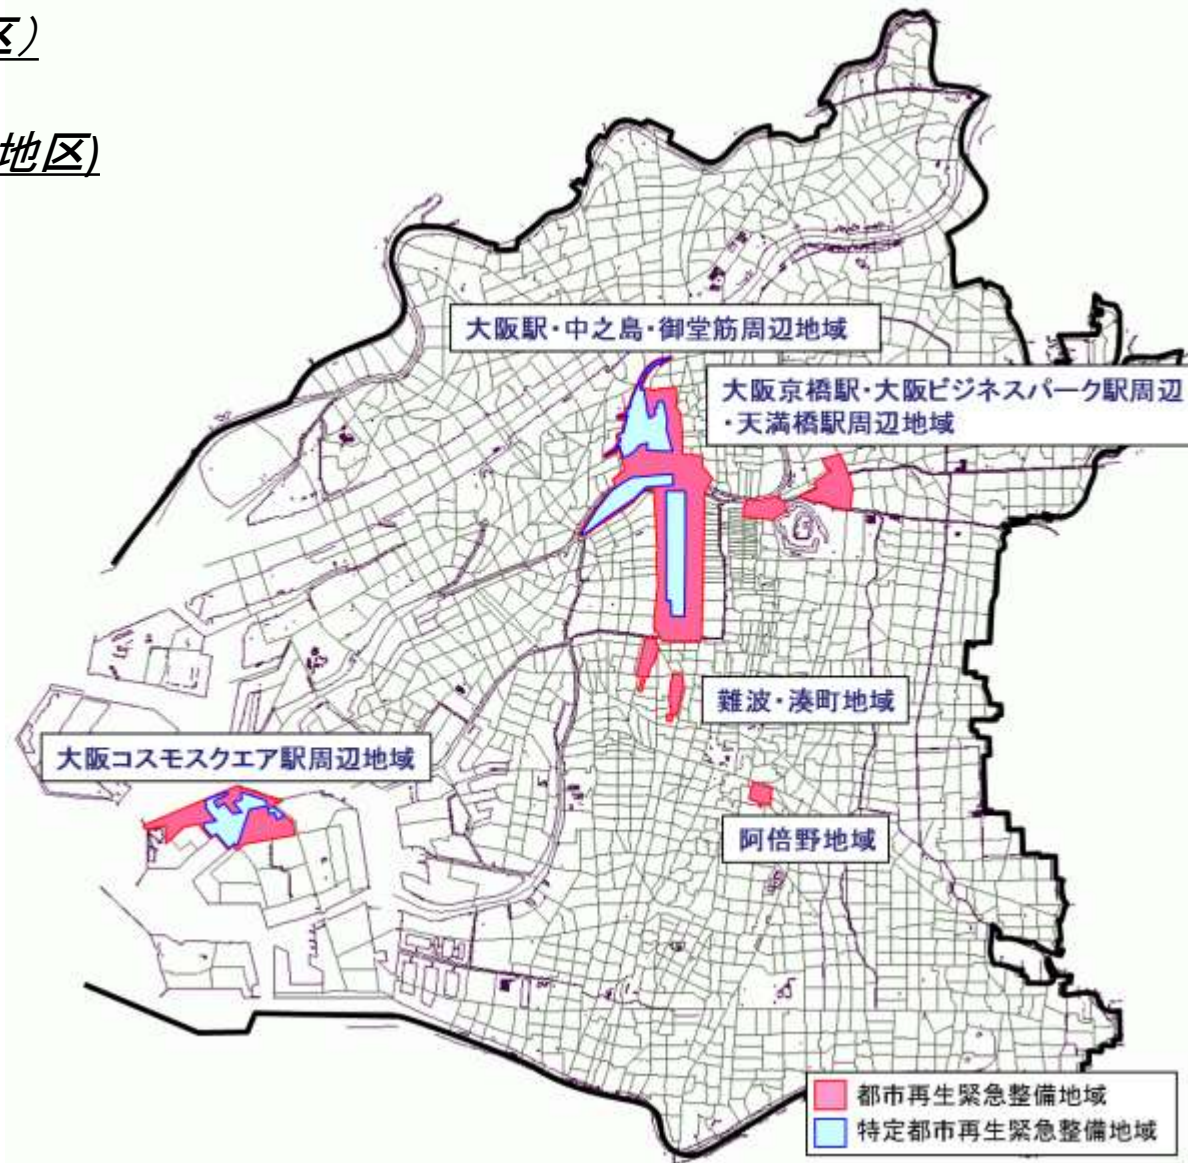 区）
地区)
大阪駅・中之島・御堂筋周辺地域
大阪京橋駅・大阪ビジネスパーク駅周辺
・天満橋駅周辺地域
難波・湊町地域
大阪コスモスクエア駅周辺地域
阿倍野地域
都市再生緊急整備地域
特定都市再生緊急整備地域